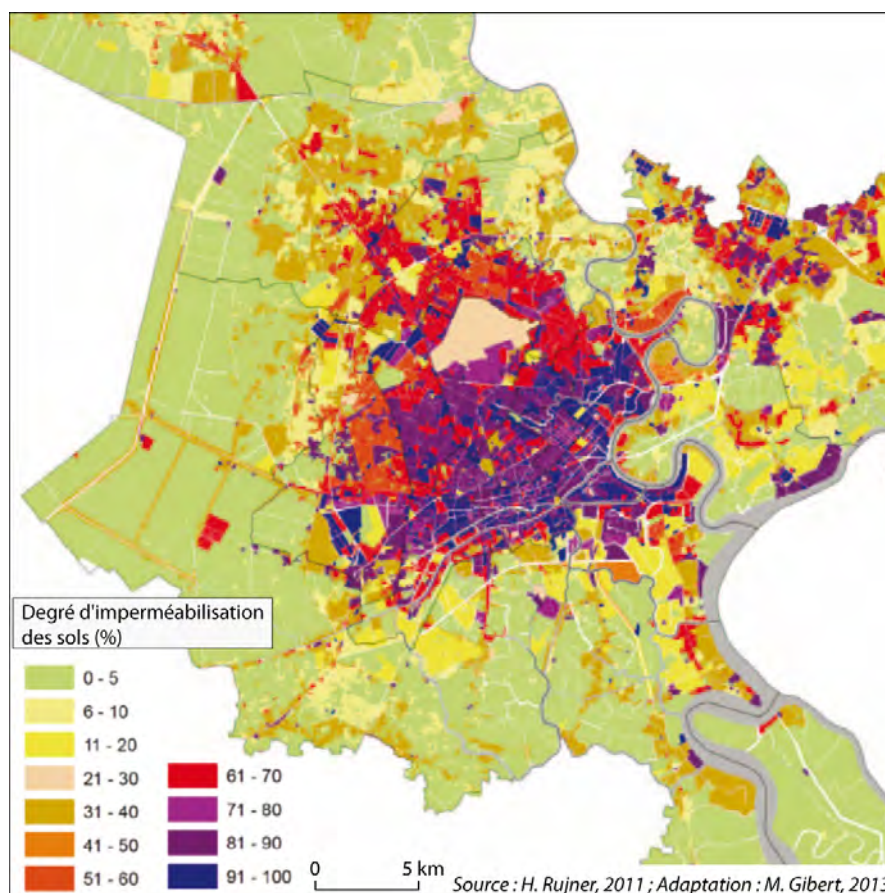 Degré d'imperméabilisation
des sols (%)
0 - 5
6 - 10
11 - 20
21 - 30
31 - 40
41 - 50
51 - 60
61 - 70
71 - 80
81 - 90
91 - 100
0 5 km
Source : H. Rujner, 2011 ; Adaptation : M. Gibert, 2013